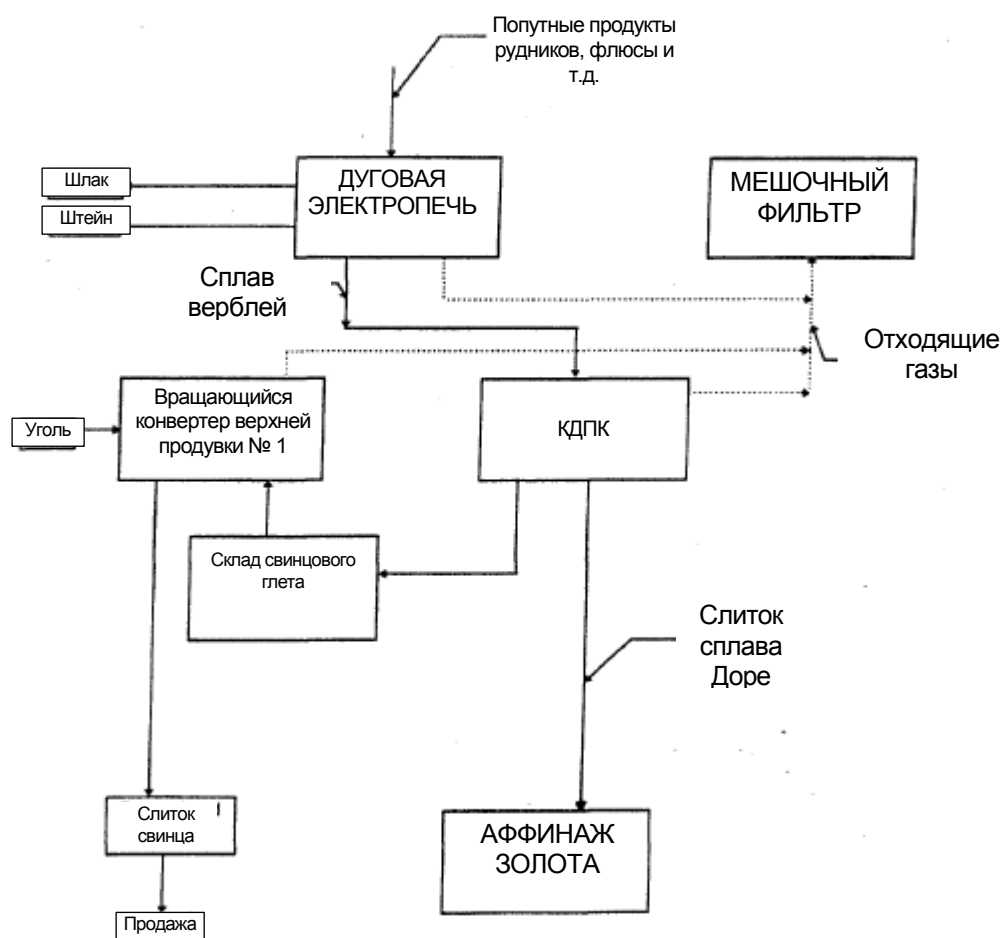 Попутные продукты
рудников, флюсы и
т.д.
Шлак
Штейн
ДУГОВАЯ
ЭЛЕКТРОПЕЧЬ
МЕШОЧНЫЙ
ФИЛЬТР
Сплав
верблей
Отходящие
газы
Уголь
Вращающийся
конвертер верхней
продувки № 1
КДПК
Склад свинцового
глета
Слиток
сплава
Доре
Слиток
свинца
АФФИНАЖ
ЗОЛОТА
Продажа